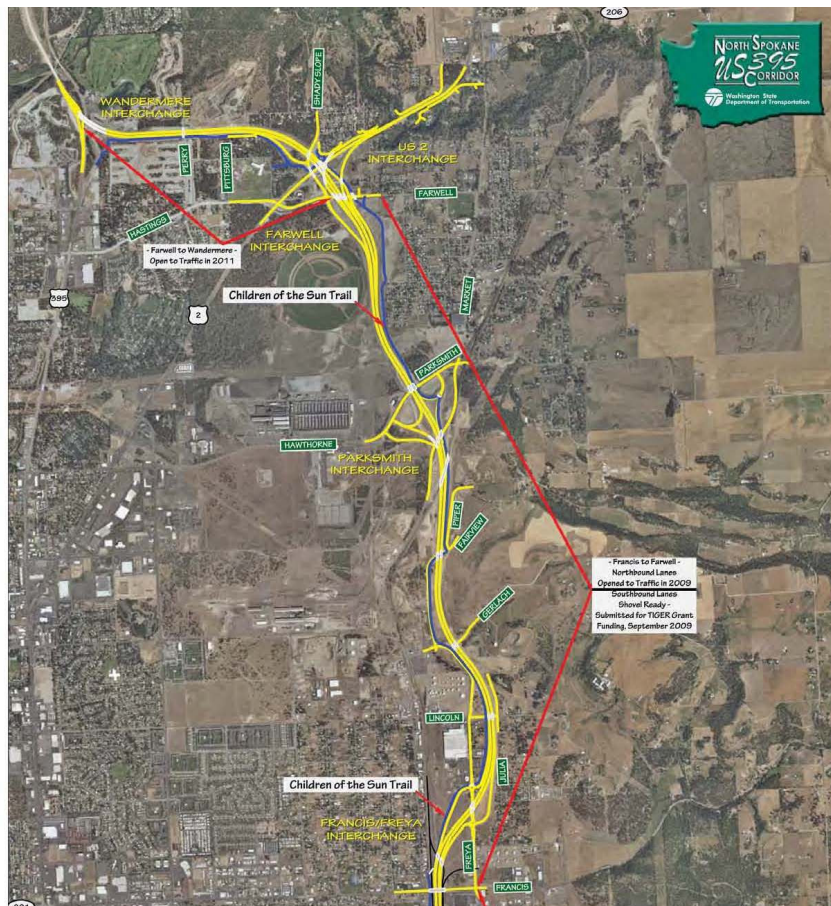 206
NORTH SPOKANE
US 395
CORRIDOR
Washington State
Department of Transportation
SHADY SLOPE
WANDERMERE
INTERCHANGE
US 2
INTERCHANGE
PERRY
PITTSBURG
FARWELL
HASTINGS
FARWELL
INTERCHANGE
- Farwell to Wandermere -
Open to Traffic in 2011
395
2
Children of the Sun Trail
MARKET
PARKSMITH
HAWTHORNE
PARKSMITH
INTERCHANGE
PIPER
FAIRVIEW
- Francis to Farwell -
Northbound Lanes
Opened to Traffic in 2009
Southbound Lanes
Shovel Ready -
Submitted for TIGER Grant
Funding, September 2009
GERLACH
LINCOLN
JULIA
Children of the Sun Trail
FRANCIS/FREYA
INTERCHANGE
FREYA
FRANCIS